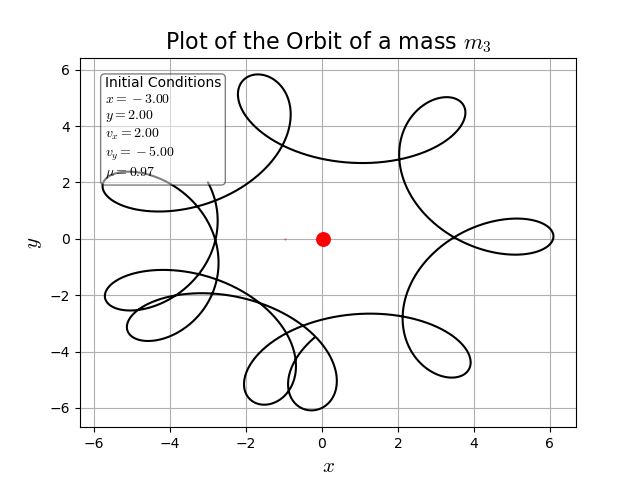 Plot of the Orbit of a mass m₃
Initial Conditions
x = −3.00
y = 2.00
vₓ = 2.00
v_y = −5.00
μ = 0.97
6
4
2
0
−2
−4
−6
y
−6 −4 −2 0 2 4 6
x